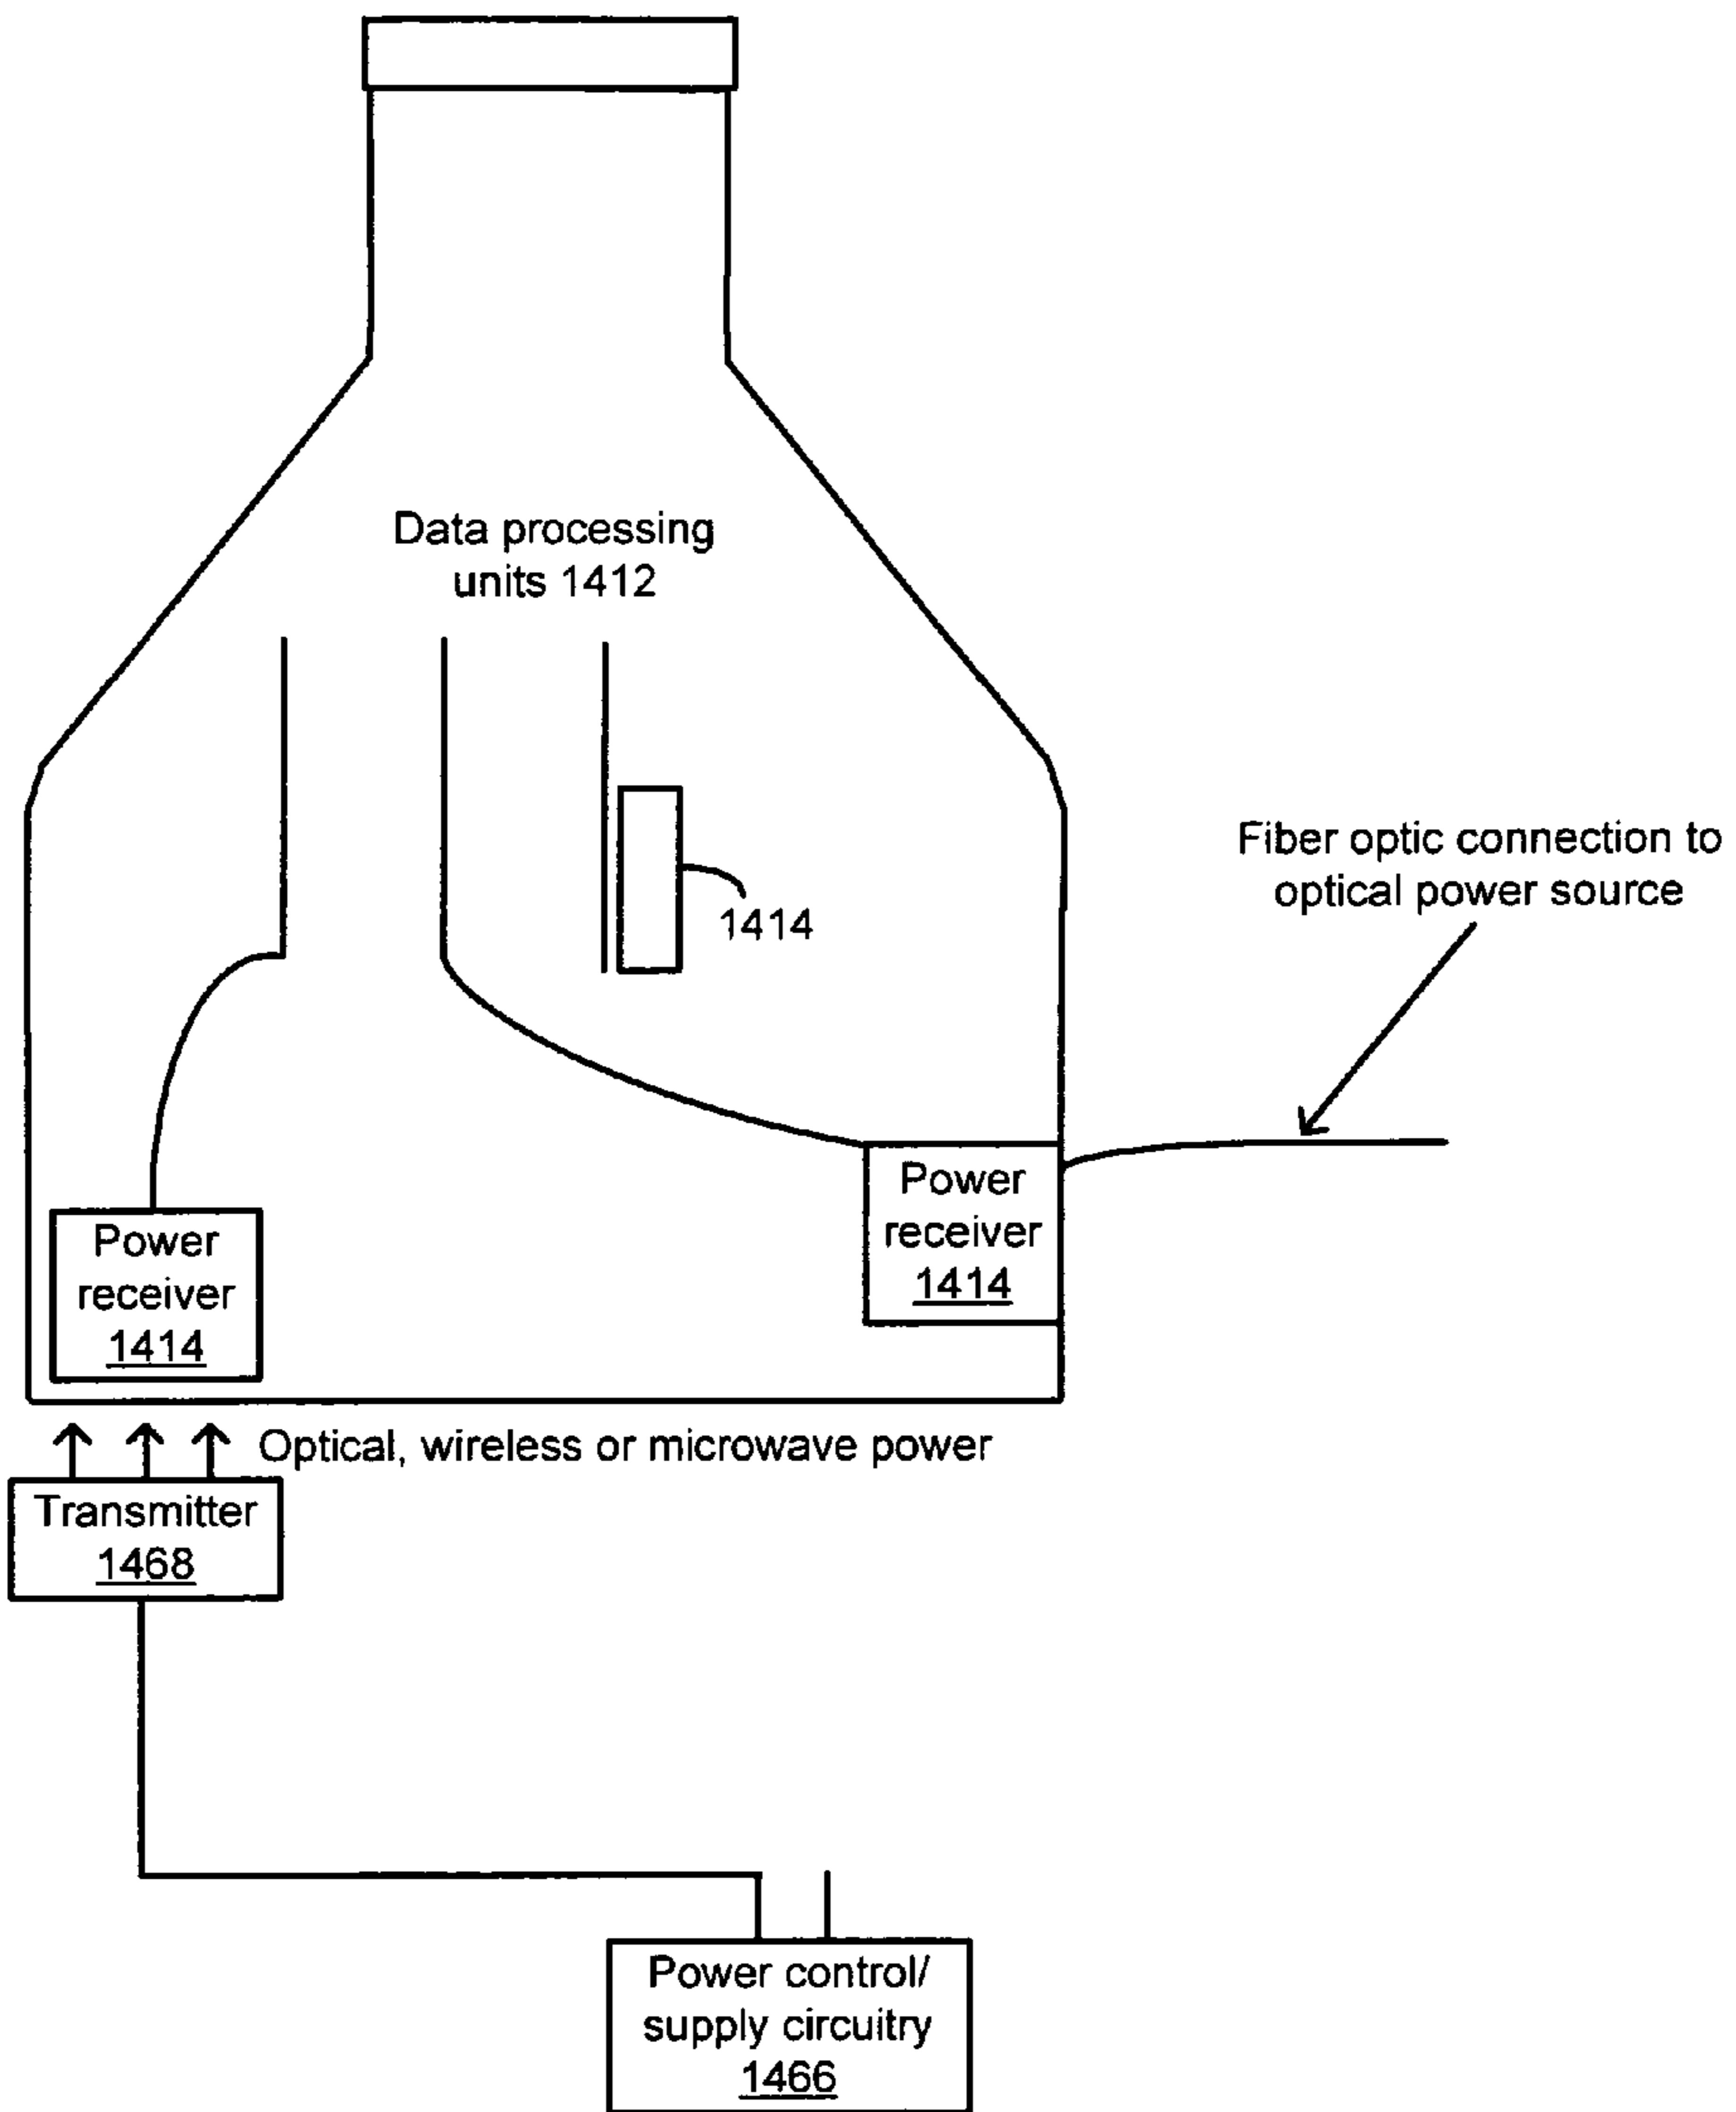 Data processing
units 1412
1414
Fiber optic connection to
optical power source
Power
receiver
1414
Power
receiver
1414
Optical, wireless or microwave power
Transmitter
1468
Power control/
supply circuitry
1466